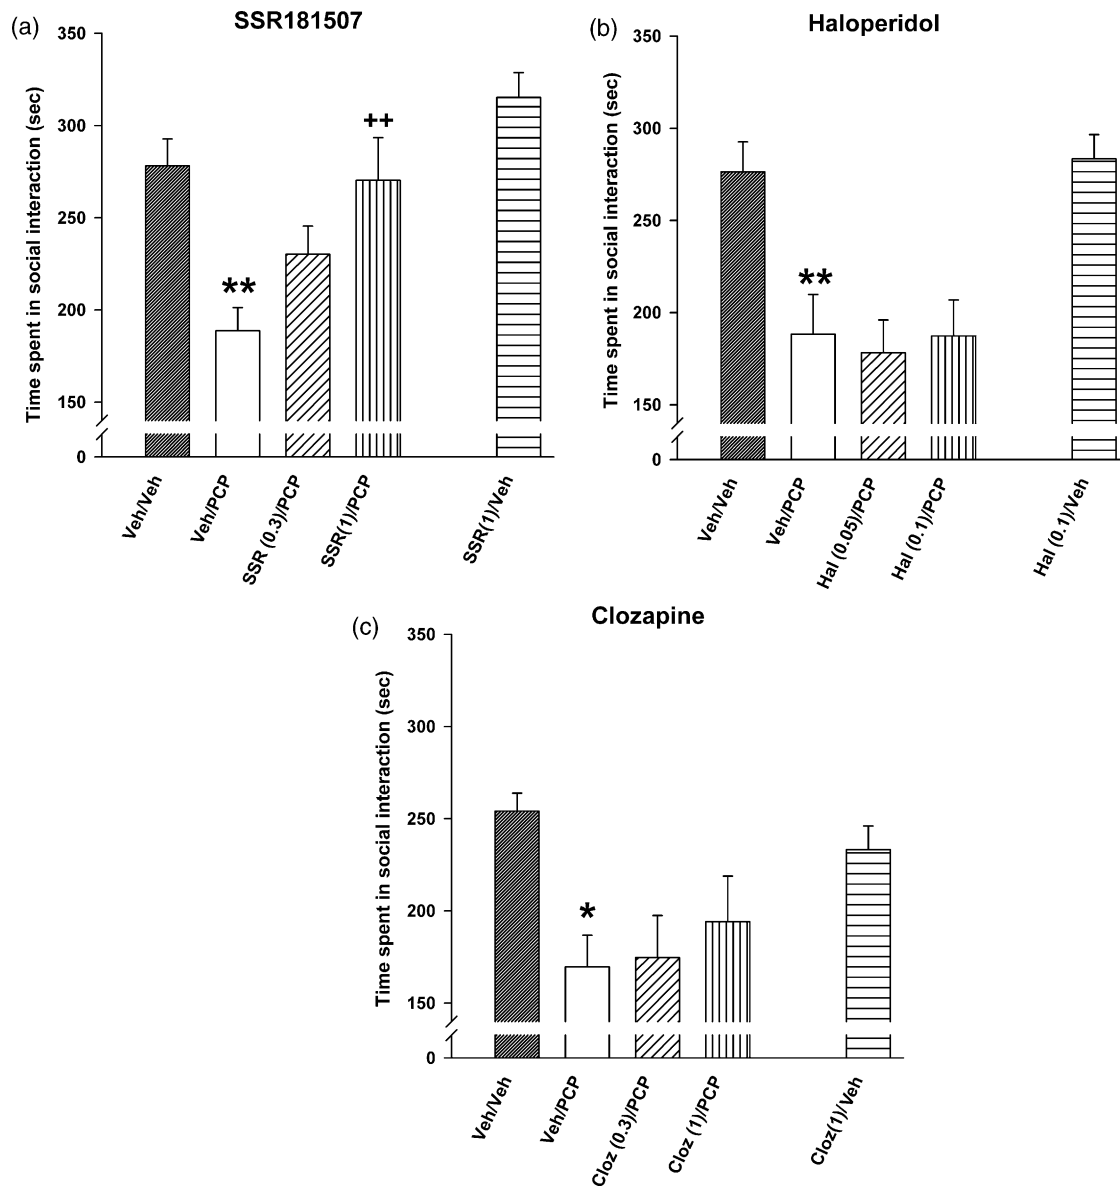 (a)
SSR181507
Time spent in social interaction (sec)
350
300
250
200
150
0
**
++
Veh/Veh
Veh/PCP
SSR (0.3)/PCP
SSR(1)/PCP
SSR(1)/Veh
(b)
Haloperidol
Time spent in social interaction (sec)
350
300
250
200
150
0
**
Veh/Veh
Veh/PCP
Hal (0.05)/PCP
Hal (0.1)/PCP
Hal (0.1)/Veh
(c)
Clozapine
Time spent in social interaction (sec)
350
300
250
200
150
0
*
Veh/Veh
Veh/PCP
Cloz (0.3)/PCP
Cloz (1)/PCP
Cloz(1)/Veh